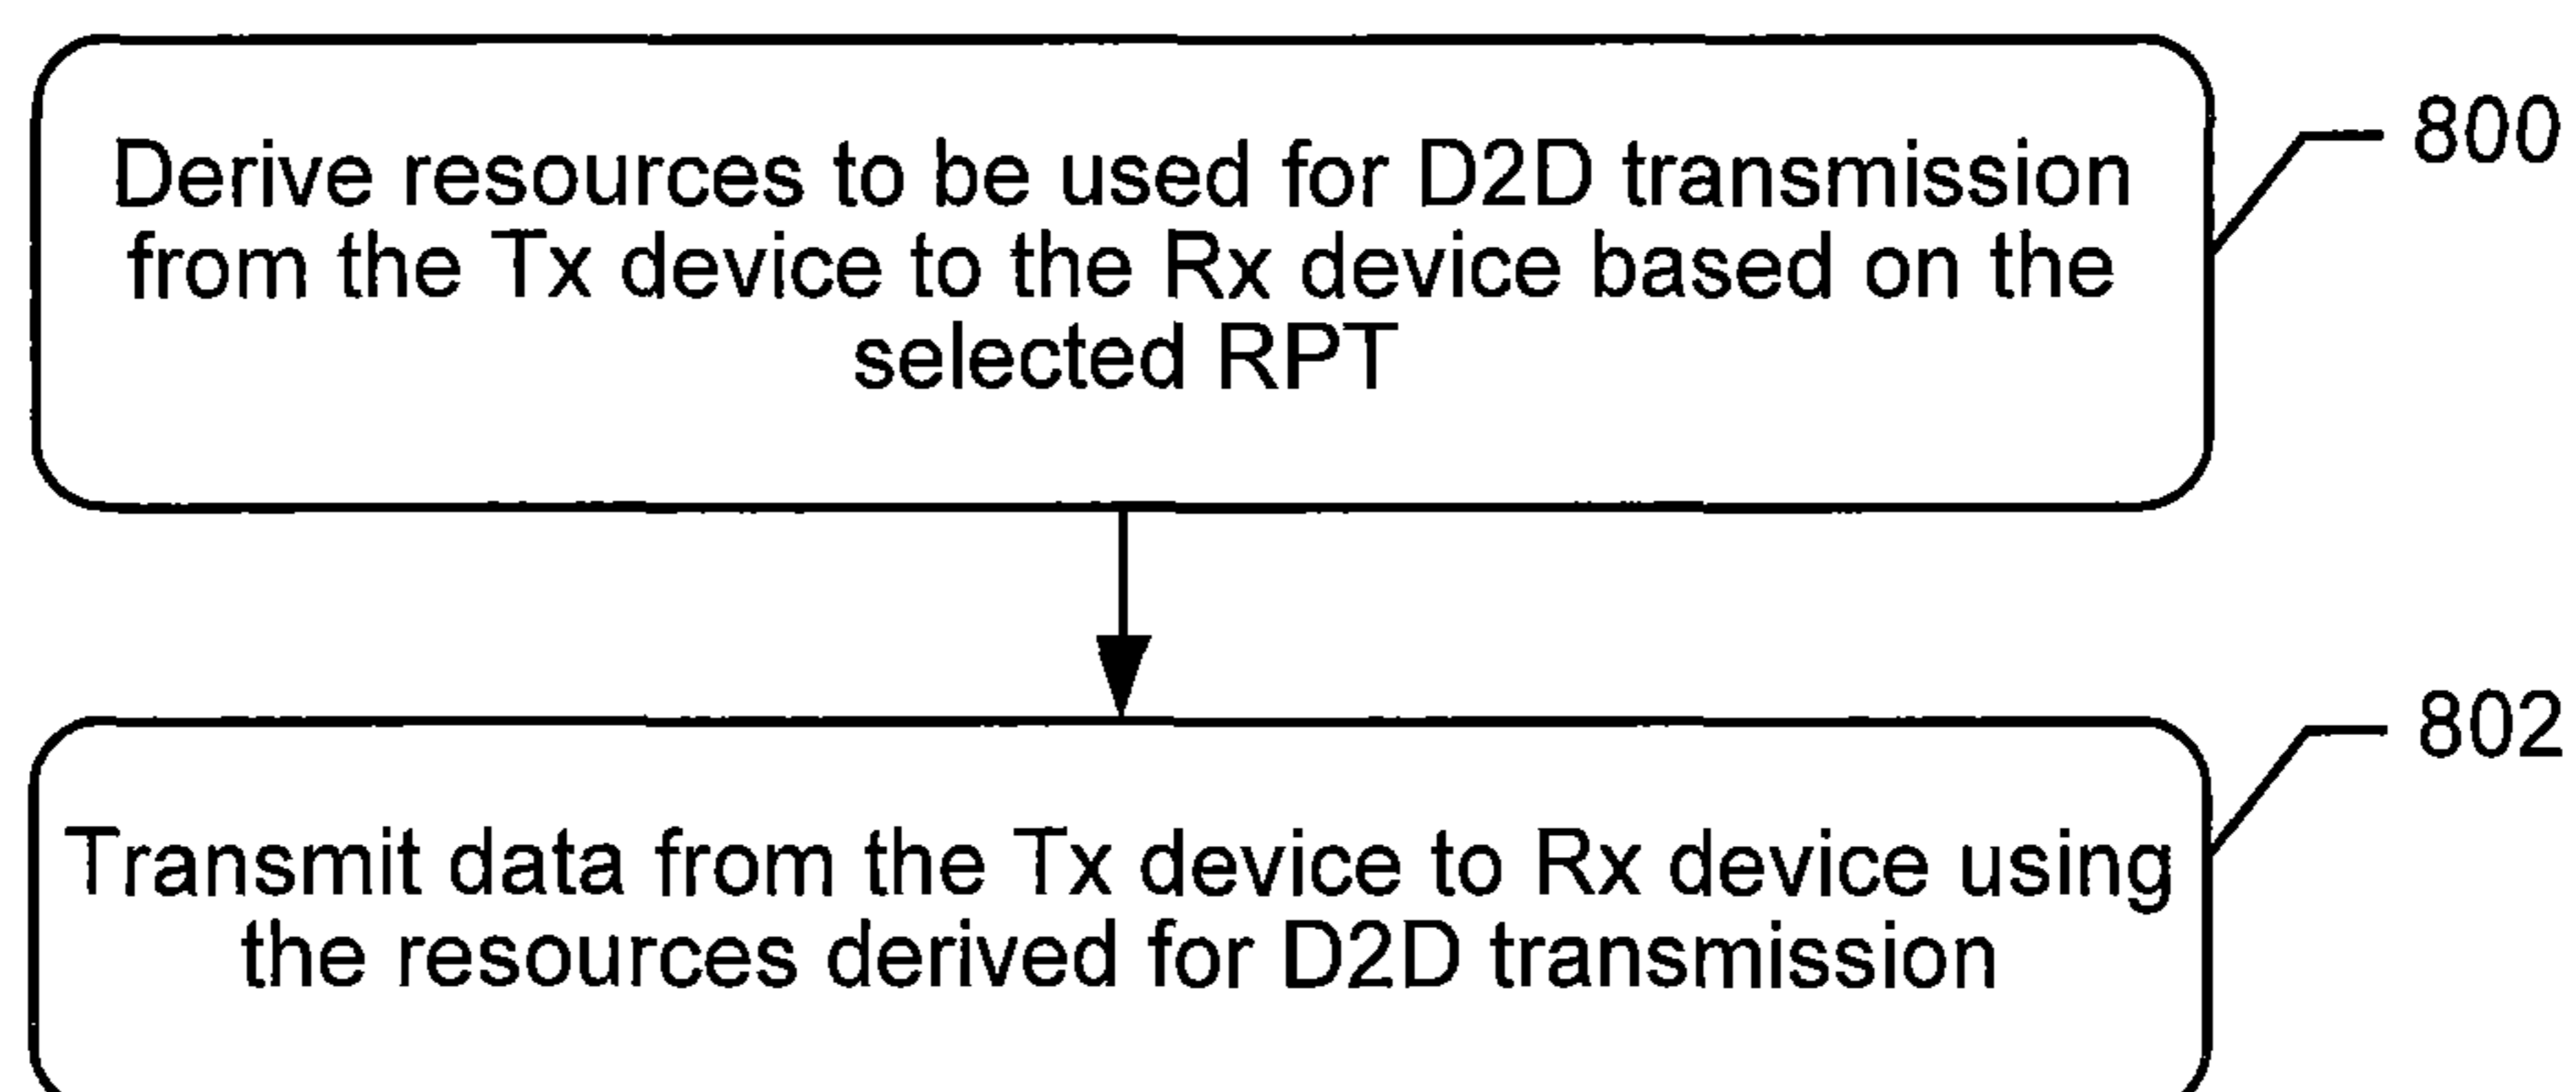 Derive resources to be used for D2D transmission
from the Tx device to the Rx device based on the
selected RPT
800
Transmit data from the Tx device to Rx device using
the resources derived for D2D transmission
802